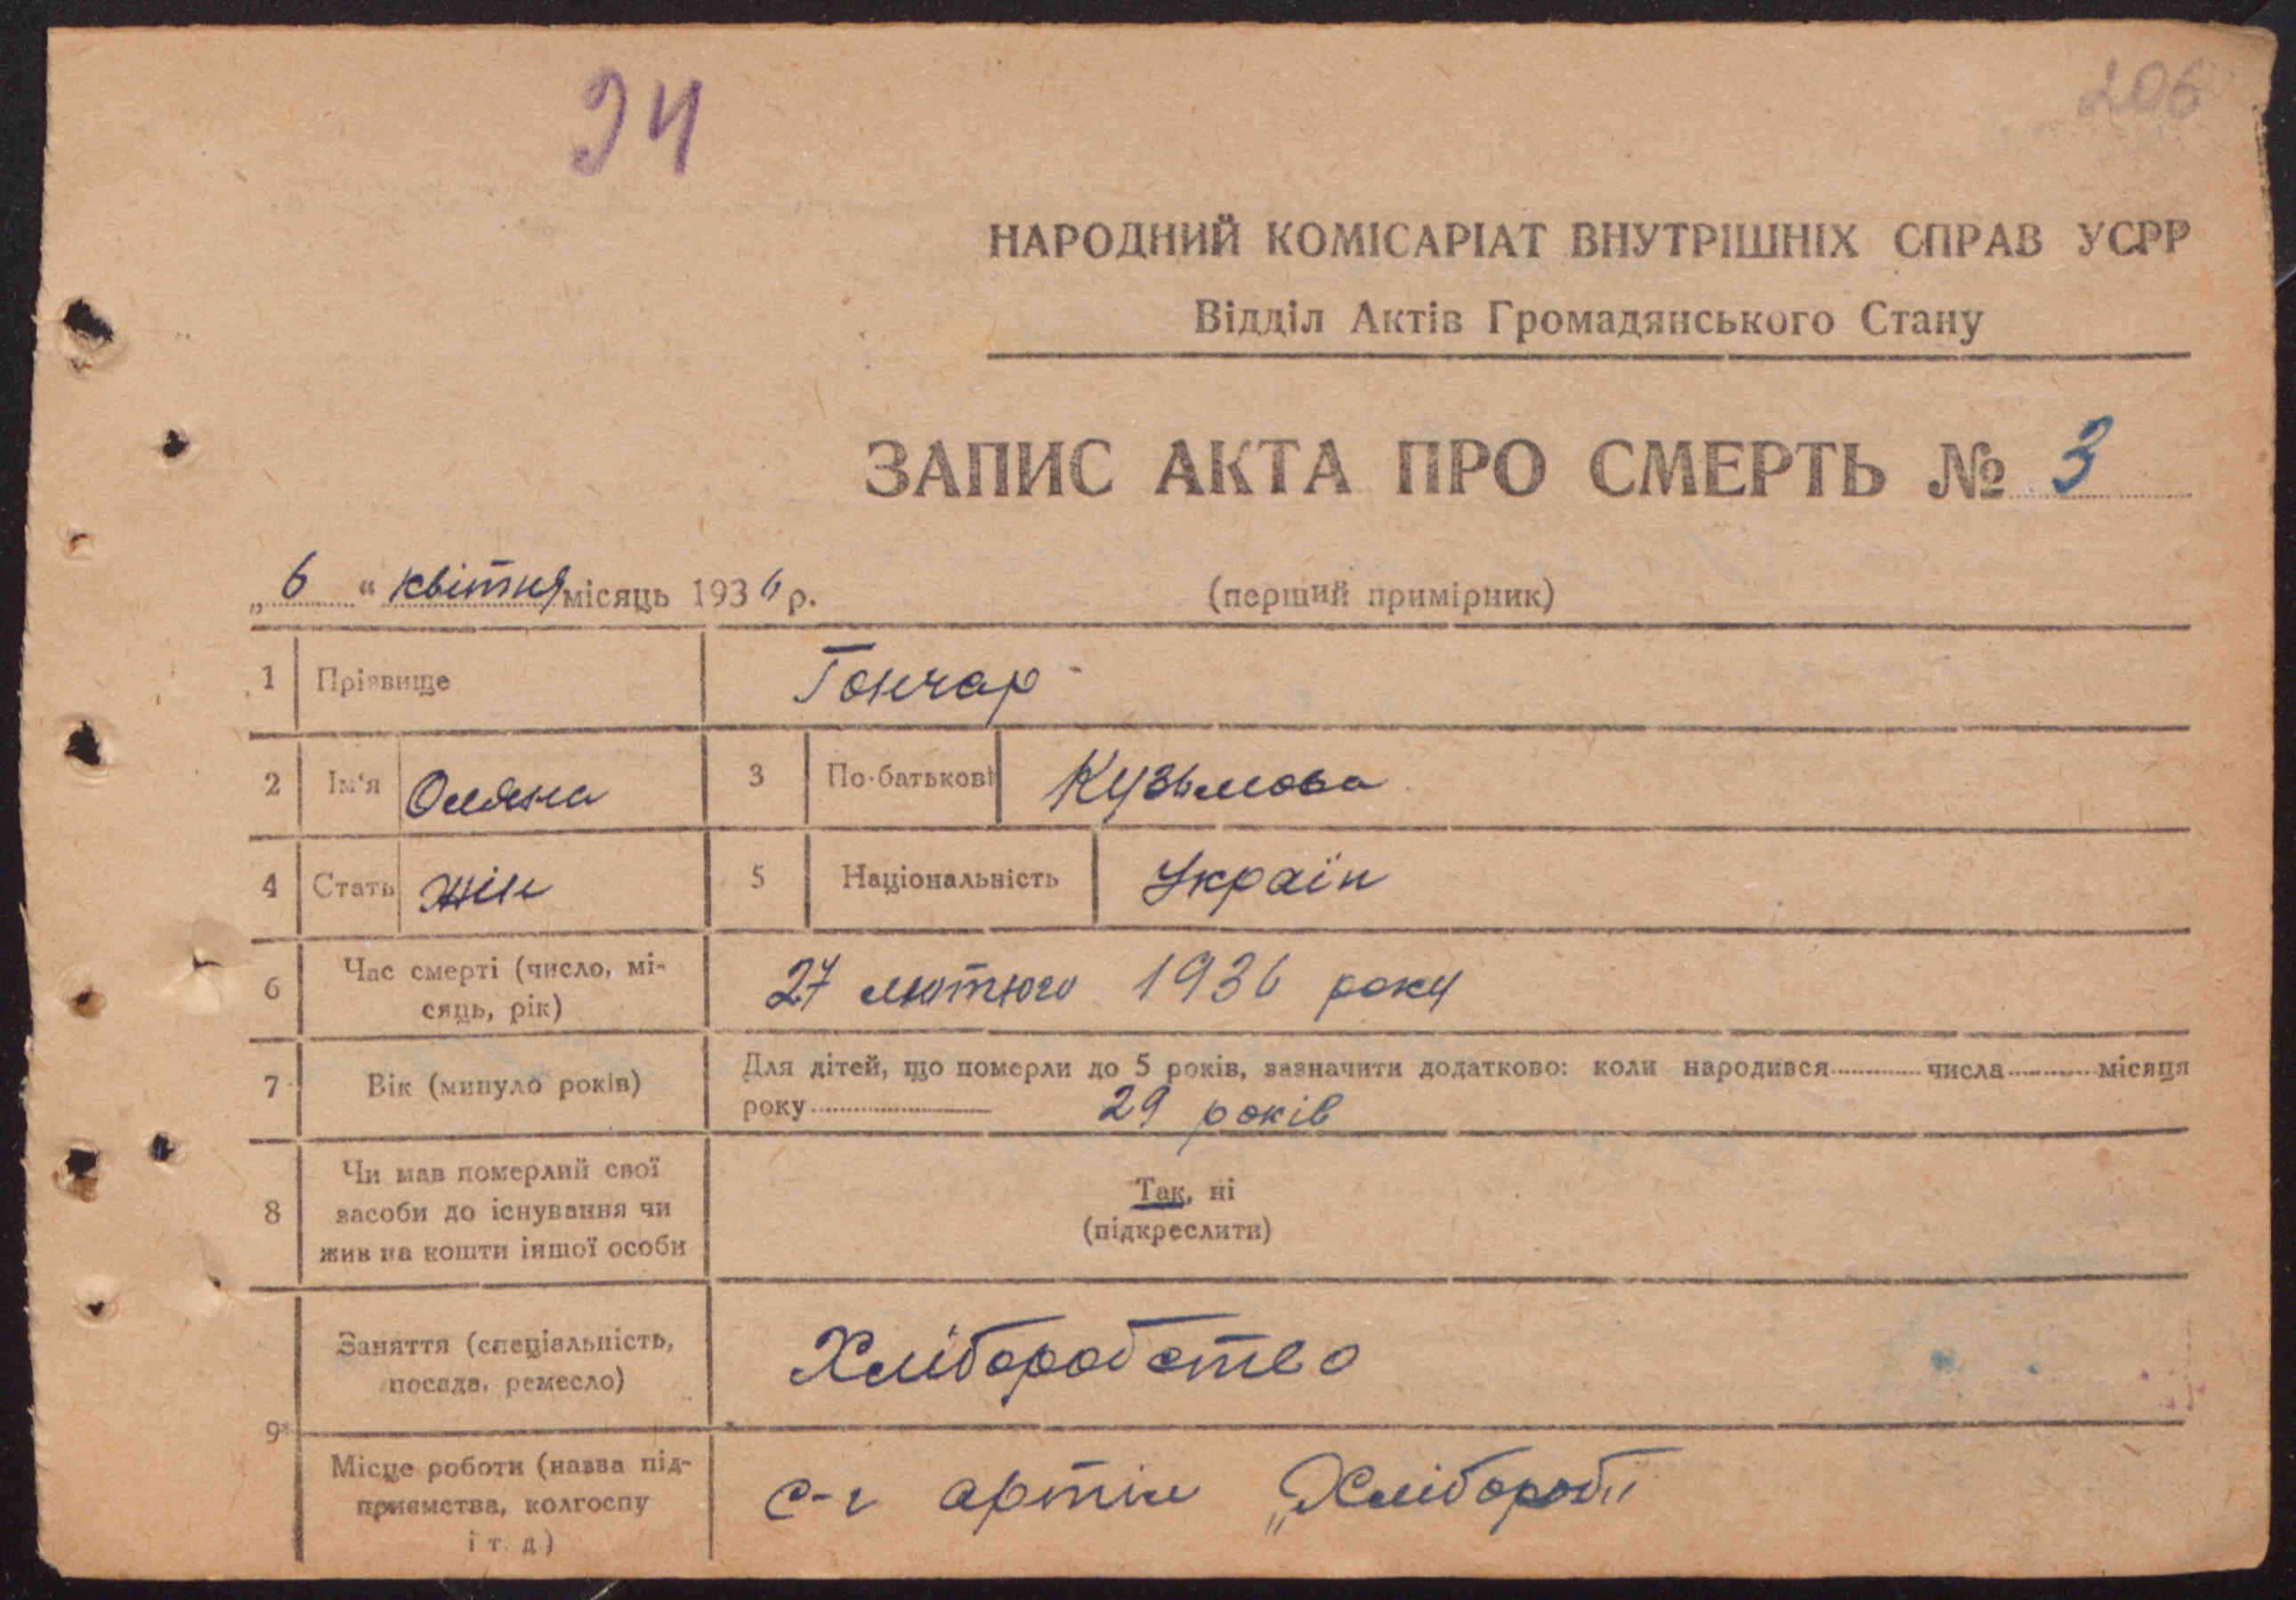 94
206
НАРОДНИЙ КОМІСАРІАТ ВНУТРІШНІХ СПРАВ УСРР
Відділ Актів Громадянського Стану
ЗАПИС АКТА ПРО СМЕРТЬ № 3
„6“ квітня місяць 1936 р. (перший примірник)
1 Прізвище Гончар
2 Ім'я Оляна 3 По-батькові Кузьмова
4 Стать жін 5 Національність Україн
6 Час смерті (число, мі-
сяць, рік) 27 лютого 1936 року
7 Вік (минуло років) Для дітей, що померли до 5 років, зазначити додатково: коли народився ........ числа ........ місяця
року ........ 29 років
8 Чи мав померлий свої
засоби до існування чи
жив на кошти іншої особи
Так, ні
(підкреслити)
9 Заняття (спеціальність,
посада, ремесло) Хліборобство
Місце роботи (назва під-
приємства, колгоспу
і т. д.) с-г артіль „Хлібороб"